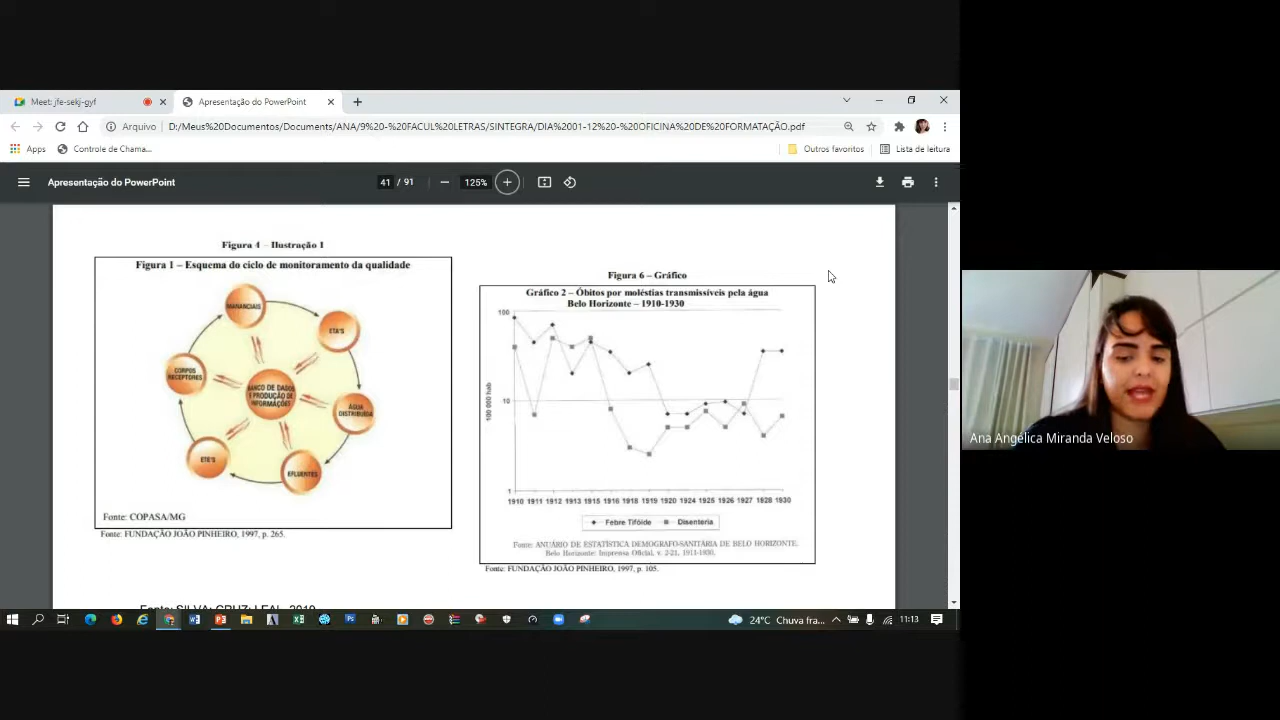 Meet: jfe-sekj-gyf
Apresentação do PowerPoint
Arquivo
D:/Meus%20Documentos/Documents/ANA/9%20-%20FACUL%20LETRAS/SINTEGRA/DIA%2001-12%20-%20OFICINA%20DE%20FORMATAÇÃO.pdf
Apps
Controle de Chama...
Outros favoritos
Lista de leitura
Apresentação do PowerPoint
41 / 91
125%
Figura 4 – Ilustração 1
Figura 1 – Esquema do ciclo de monitoramento da qualidade
MANANCIAIS
ETA'S
ÁGUA
DISTRIBUÍDA
EFLUENTES
ETE'S
CORPOS
RECEPTORES
BANCO DE DADOS
E PRODUÇÃO DE
INFORMAÇÕES
Fonte: COPASA/MG
Fonte: FUNDAÇÃO JOÃO PINHEIRO, 1997, p. 265.
Figura 6 – Gráfico
Gráfico 2 – Óbitos por moléstias transmissíveis pela água
Belo Horizonte – 1910-1930
100
10
1
100 000 hab
1910 1911 1912 1913 1915 1916 1918 1919 1920 1924 1925 1926 1927 1928 1930
Febre Tifóide
Disenteria
Fonte: ANUÁRIO DE ESTATÍSTICA DEMOGRAFO-SANITÁRIA DE BELO HORIZONTE.
Belo Horizonte: Imprensa Oficial, v. 2-21, 1911-1930.
Fonte: FUNDAÇÃO JOÃO PINHEIRO, 1997, p. 105.
Fonte: SILVA; CRUZ; LEAL, 2019
24°C Chuva fra...
11:13
Ana Angélica Miranda Veloso